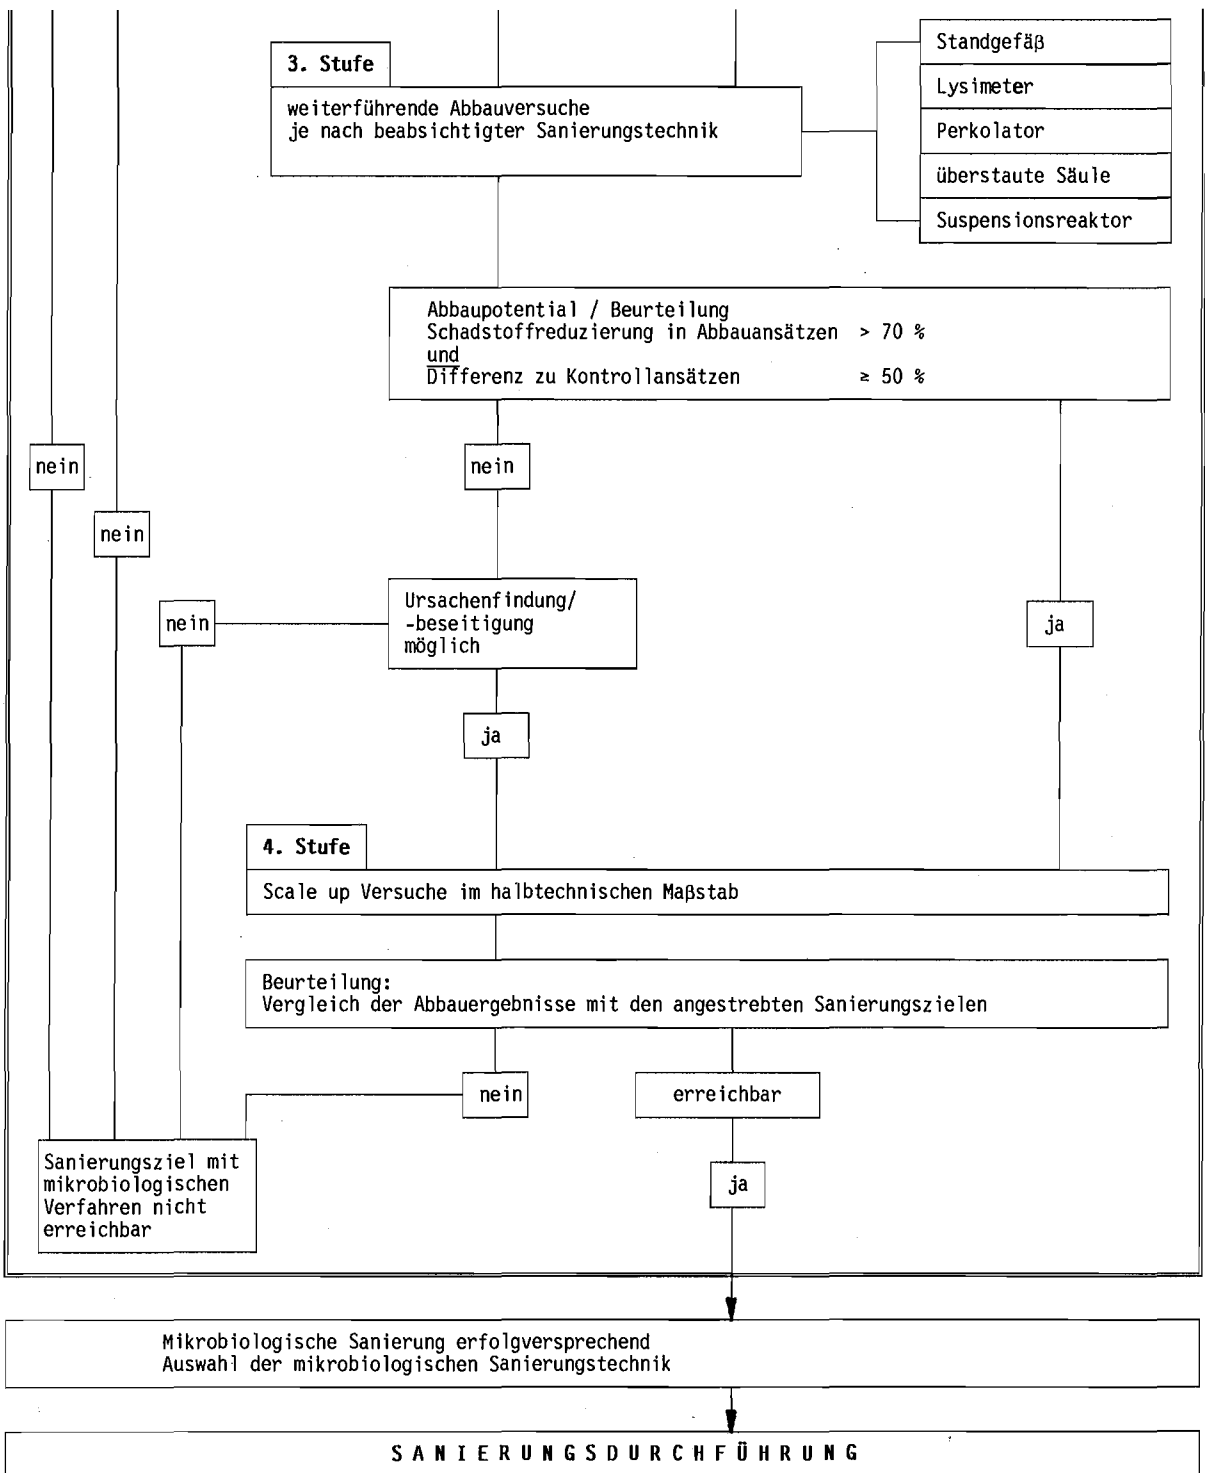 3. Stufe
weiterführende Abbauversuche
je nach beabsichtigter Sanierungstechnik
Standgefäß
Lysimeter
Perkolator
überstaute Säule
Suspensionsreaktor
Abbaupotential / Beurteilung
Schadstoffreduzierung in Abbauansätzen > 70 %
und
Differenz zu Kontrollansätzen ≥ 50 %
nein
nein
nein
nein
Ursachenfindung/
-beseitigung
möglich
ja
ja
4. Stufe
Scale up Versuche im halbtechnischen Maßstab
Beurteilung:
Vergleich der Abbauergebnisse mit den angestrebten Sanierungszielen
nein
erreichbar
ja
Sanierungsziel mit
mikrobiologischen
Verfahren nicht
erreichbar
Mikrobiologische Sanierung erfolgversprechend
Auswahl der mikrobiologischen Sanierungstechnik
SANIERUNGSDURCHFÜHRUNG